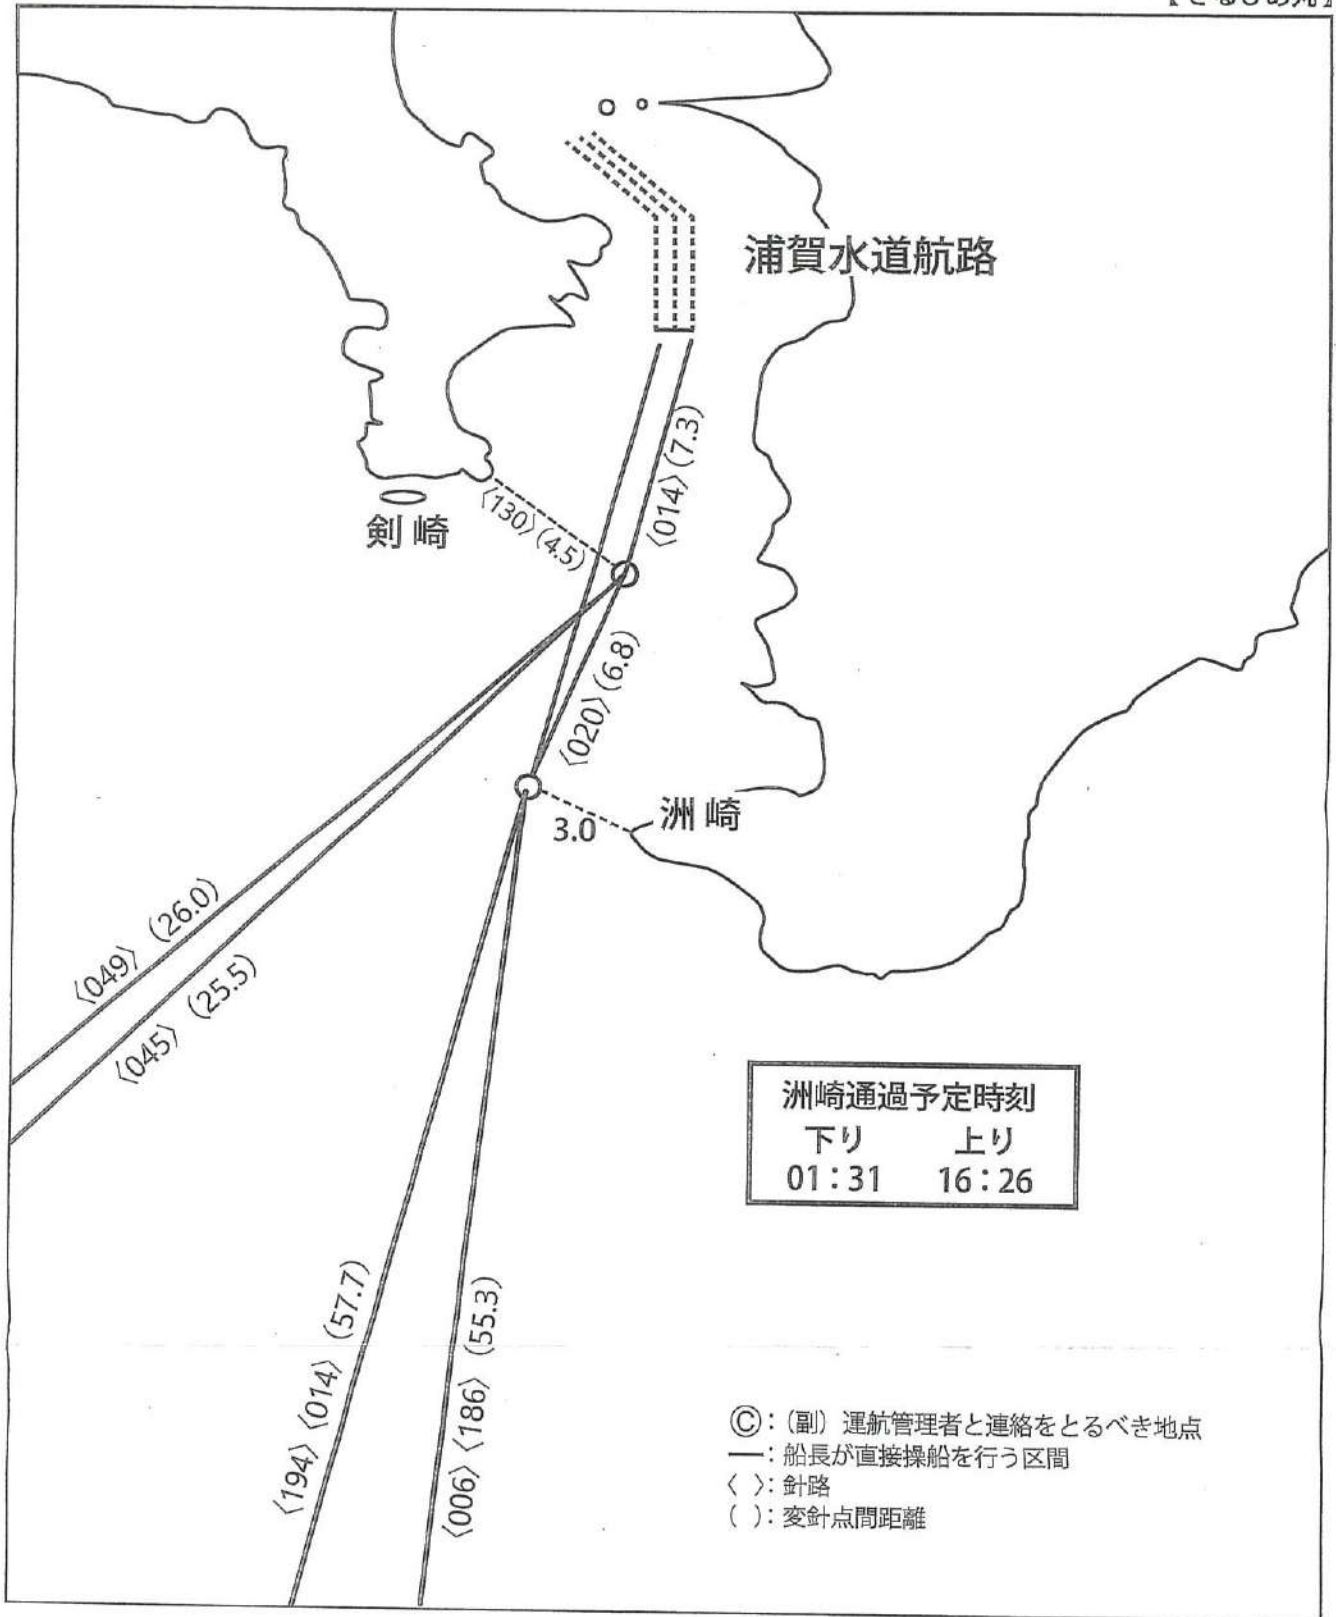 浦賀水道航路
〈014〉(7.3)
〈130〉(4.5)
剣崎
〈020〉(6.8)
洲崎
3.0
〈049〉 (26.0)
〈045〉 (25.5)
洲崎通過予定時刻
下り 上り
01:31 16:26
〈194〉〈014〉 (57.7)
〈006〉〈186〉 (55.3)
Ⓒ:(副) 運航管理者と連絡をとるべき地点
━:船長が直接操船を行う区間
〈 〉:針路
( ):変針点間距離